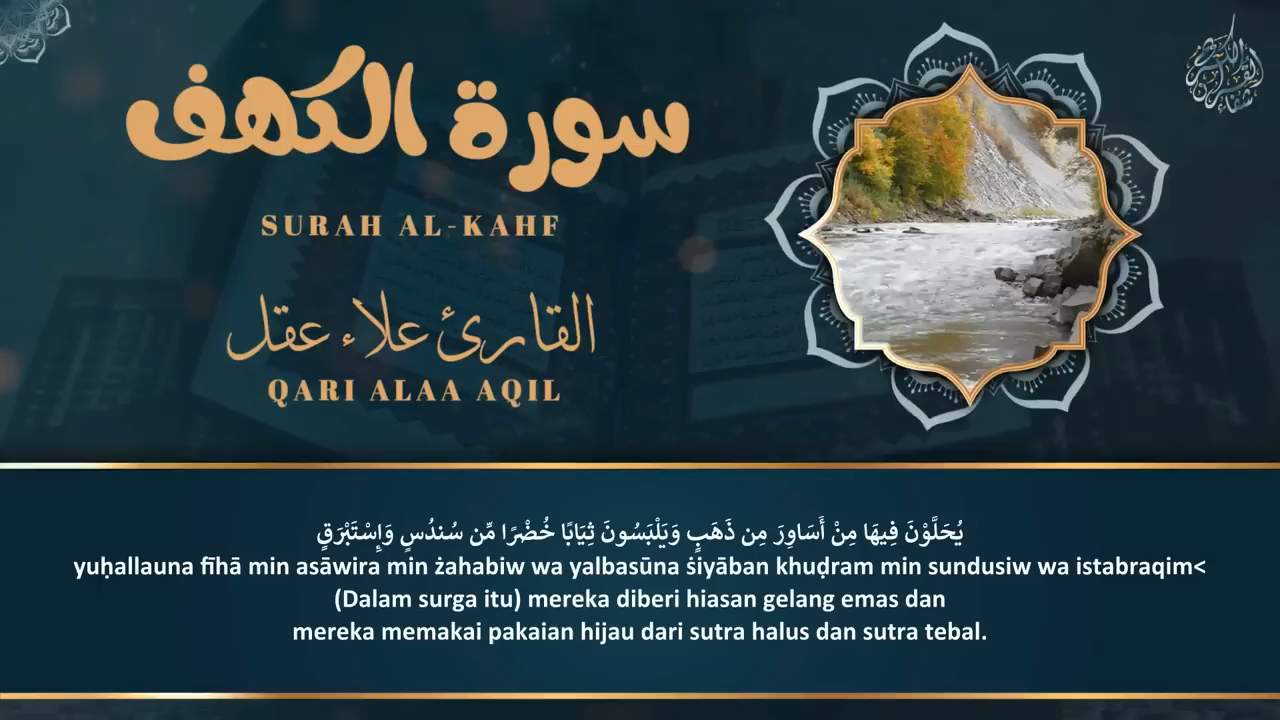 سورة الكهف
SURAH AL-KAHF
القارئ علاء عقل
QARI ALAA AQIL
يُحَلَّوْنَ فِيهَا مِنْ أَسَاوِرَ مِن ذَهَبٍ وَيَلْبَسُونَ ثِيَابًا خُضْرًا مِّن سُندُسٍ وَإِسْتَبْرَقٍ
yuḥallauna fīhā min asāwira min żahabiw wa yalbasūna ṡiyāban khuḍram min sundusiw wa istabraqim<
(Dalam surga itu) mereka diberi hiasan gelang emas dan
mereka memakai pakaian hijau dari sutra halus dan sutra tebal.